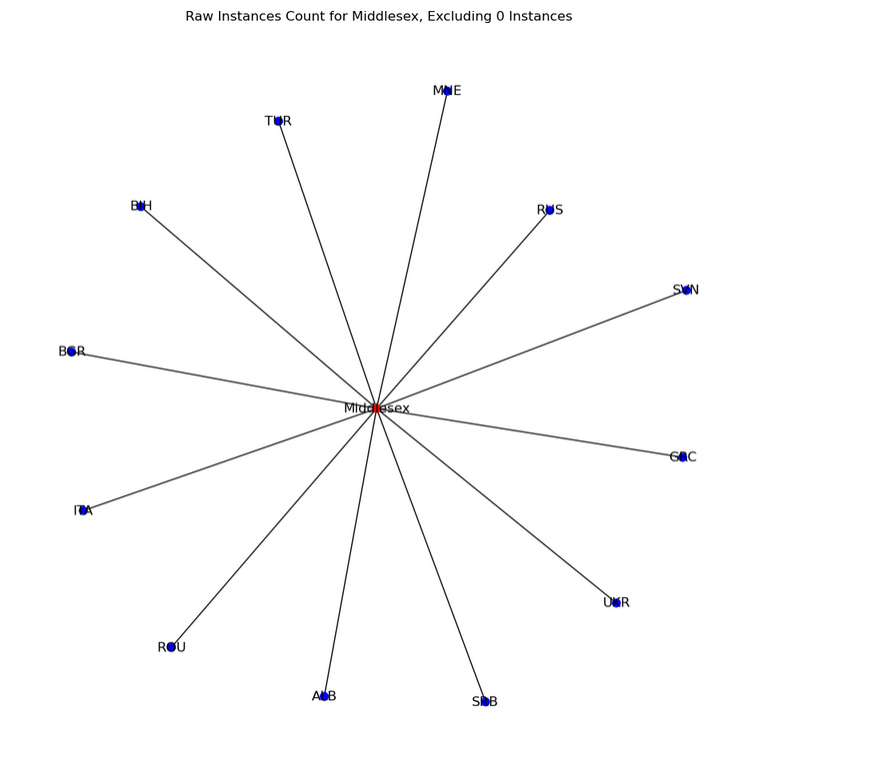 Raw Instances Count for Middlesex, Excluding 0 Instances
MNE
TUR
BIH
RUS
SVN
BGR
Middlesex
GRC
ITA
UKR
ROU
ALB
SRB